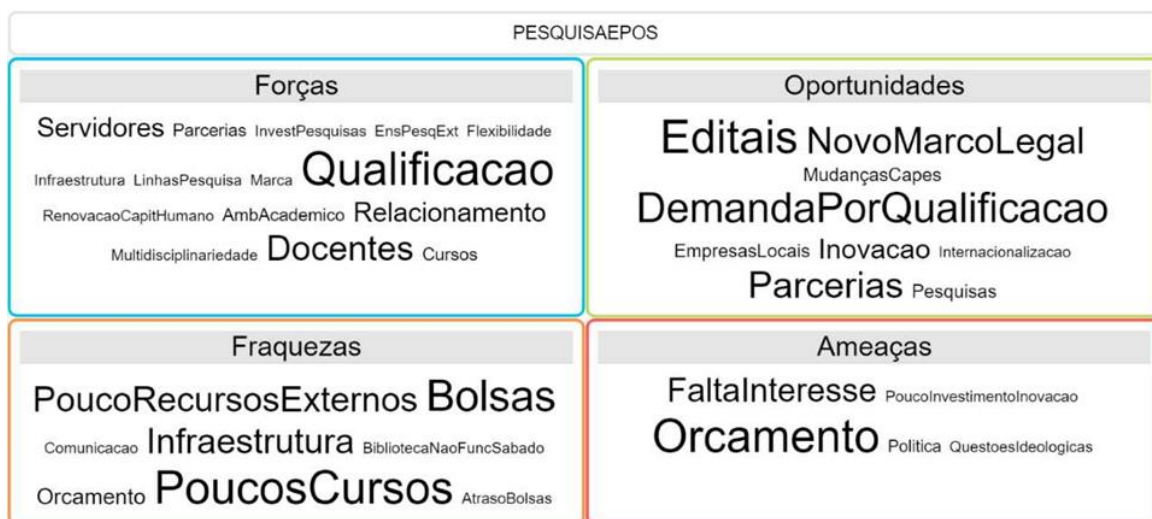 PESQUISAEPOS
Forças
Servidores Parcerias InvestPesquisas EnsPesqExt Flexibilidade
Infraestrutura LinhasPesquisa Marca Qualificacao
RenovacaoCapitHumano AmbAcademico Relacionamento
Multidisciplinariedade Docentes Cursos
Oportunidades
Editais NovoMarcoLegal
MudançasCapes
DemandaPorQualificacao
EmpresasLocais Inovacao Internacionalizacao
Parcerias Pesquisas
Fraquezas
PoucoRecursosExternos Bolsas
Comunicacao Infraestrutura BibliotecaNaoFuncSabado
Orcamento PoucosCursos AtrasoBolsas
Ameaças
FaltaInteresse PoucoInvestimentoInovacao
Orcamento Politica QuestoesIdeologicas